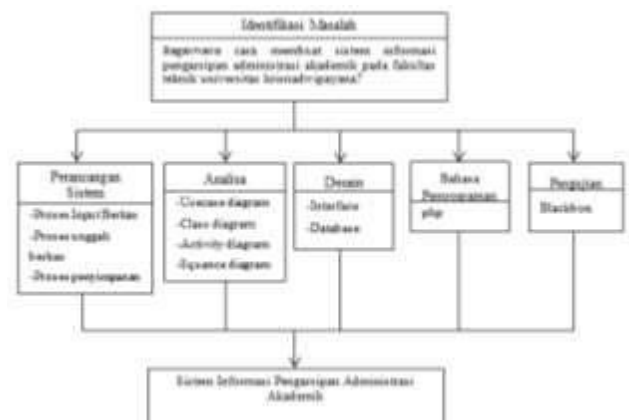 Identifikasi Masalah
Bagaimana cara membuat sistem informasi
pengarsipan administrasi akademik pada fakultas
teknik universitas krisnadwipayana?
Perancangan
Sistem
-Proses Input Berkas
-Proses unggah
berkas
-Proses penyimpanan
Analisa
-Usecase diagram
-Class diagram
-Activity diagram
-Squance diagram
Desain
-Interface
-Database
Bahasa
Pemrograman
php
Pengujian
Blackbox
Sistem Informasi Pengarsipan Administrasi
Akademik